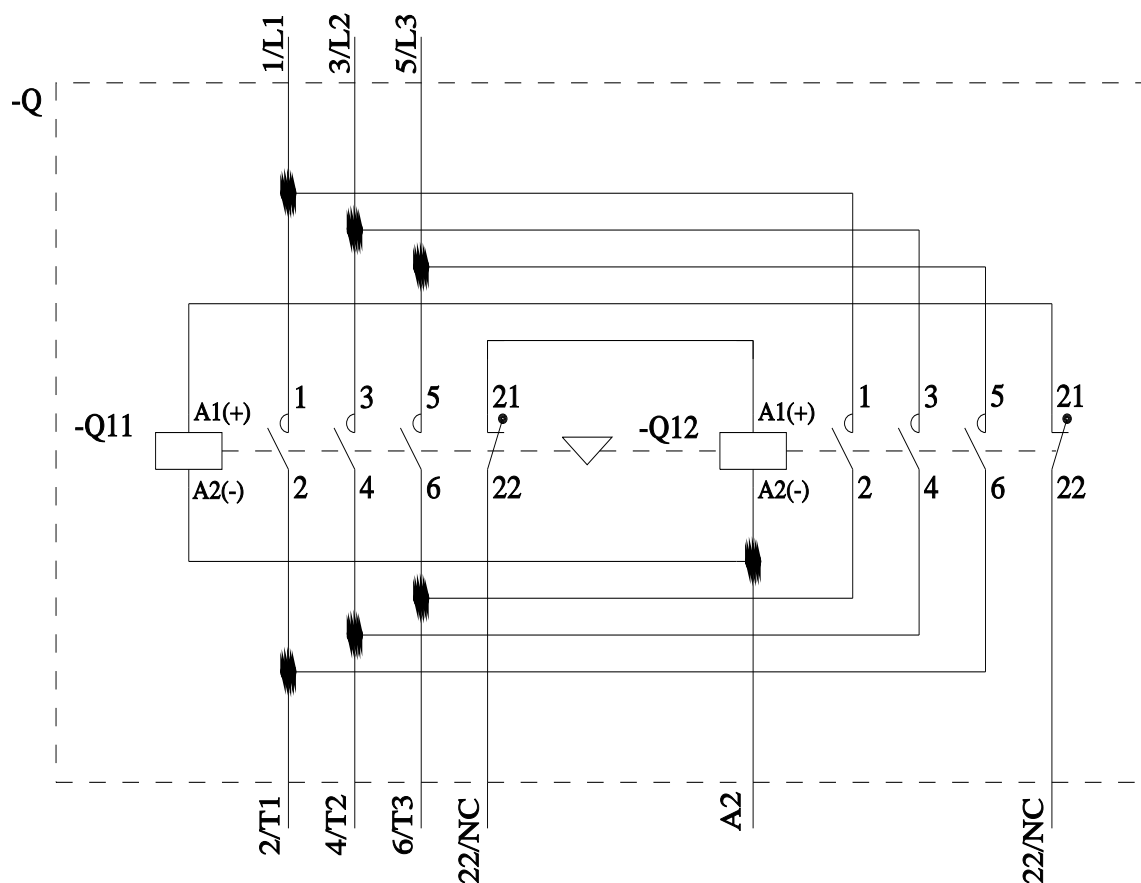 1/L1
3/L2
5/L3
-Q
1
3
5
21
1
3
5
21
-Q11
A1(+)
-Q12
A1(+)
A2(-)
2
4
6
22
A2(-)
2
4
6
22
2/T1
4/T2
6/T3
22/NC
A2
22/NC